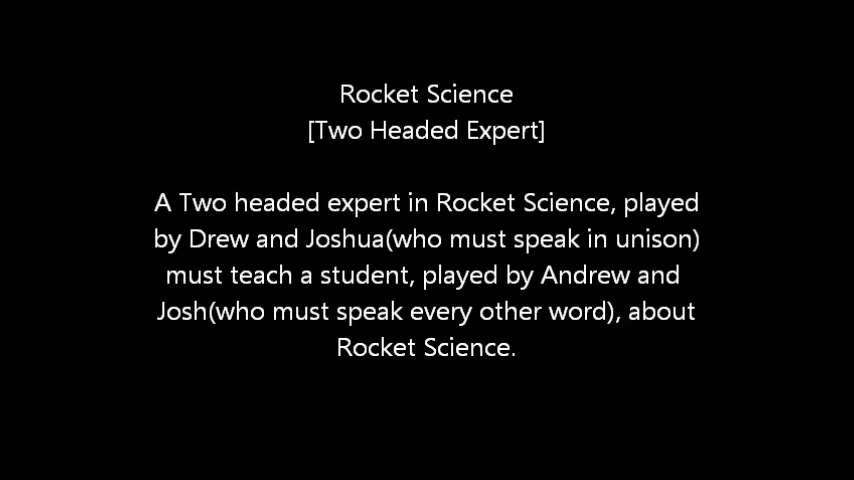 Rocket Science
[Two Headed Expert]
A Two headed expert in Rocket Science, played
by Drew and Joshua(who must speak in unison)
must teach a student, played by Andrew and
Josh(who must speak every other word), about
Rocket Science.